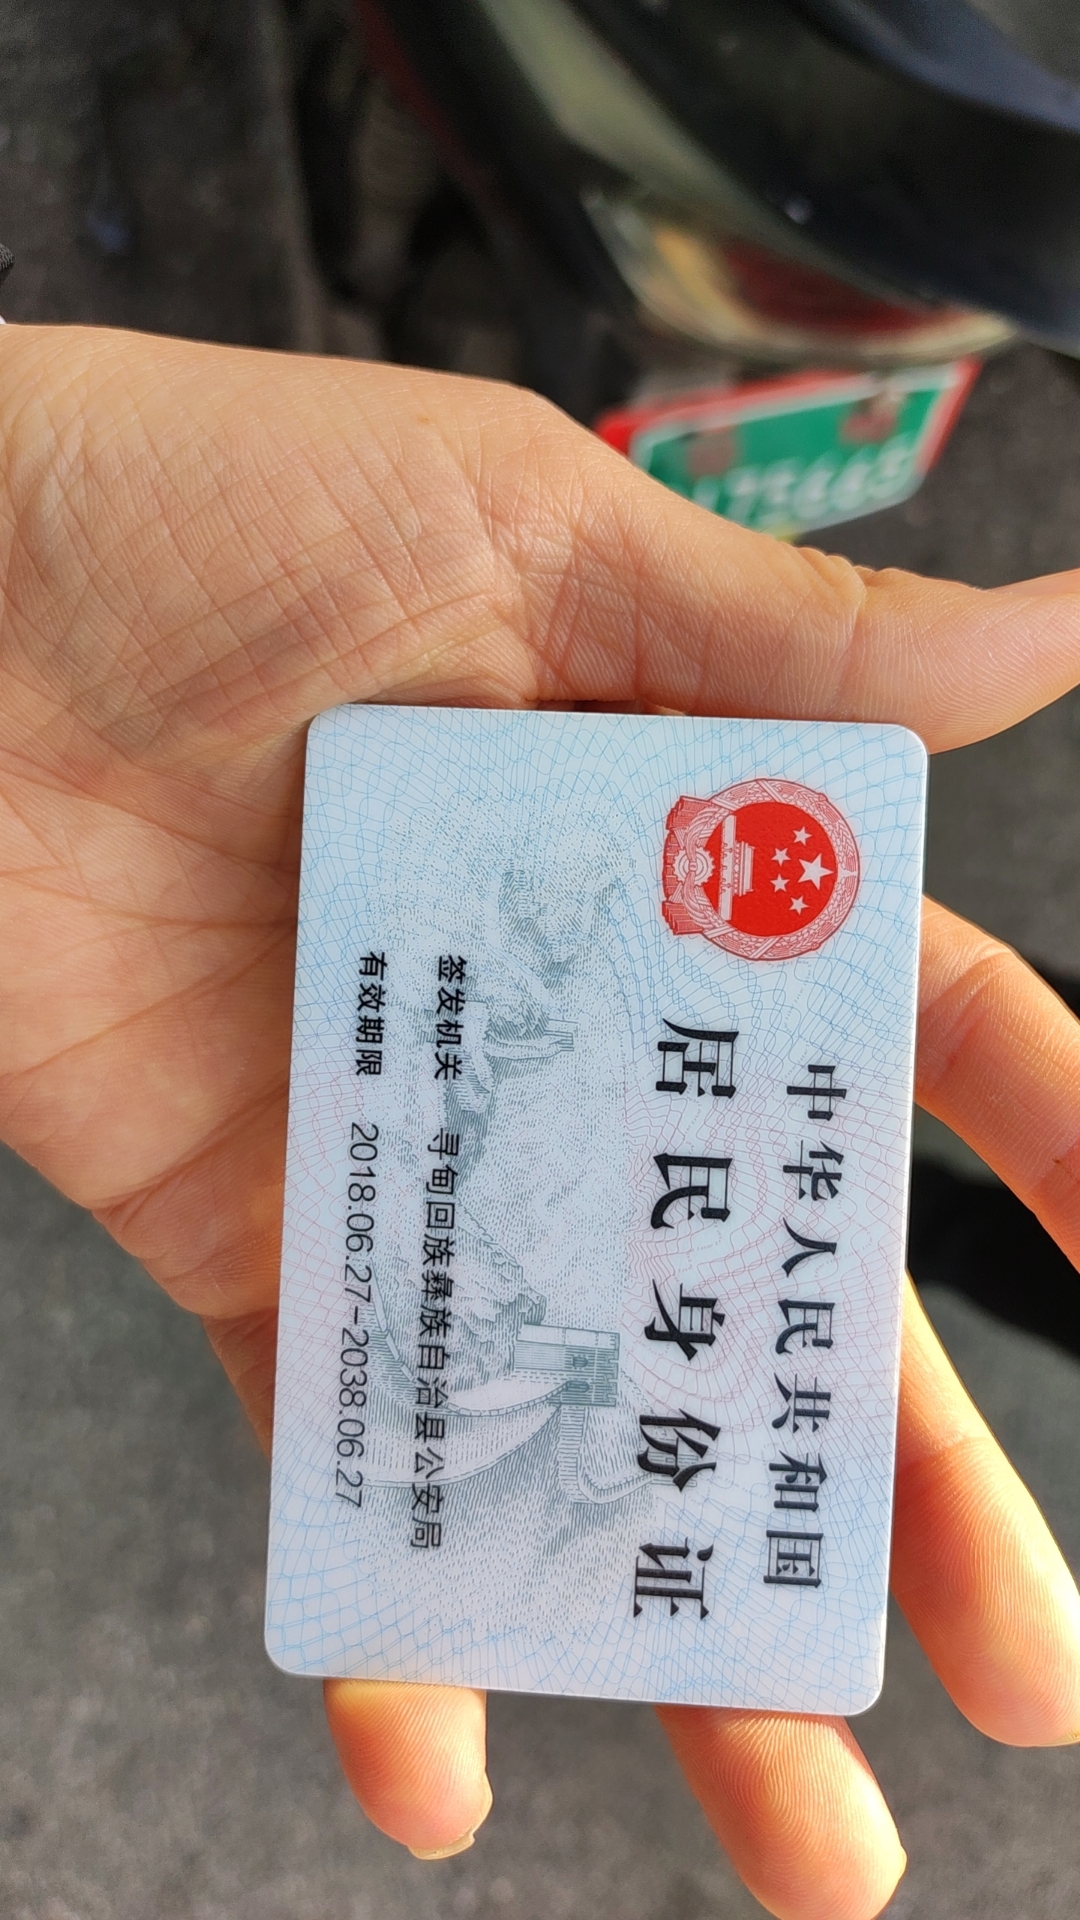 中华人民共和国
居民身份证
签发机关 寻甸回族彝族自治县公安局
有效期限 2018.06.27-2038.06.27